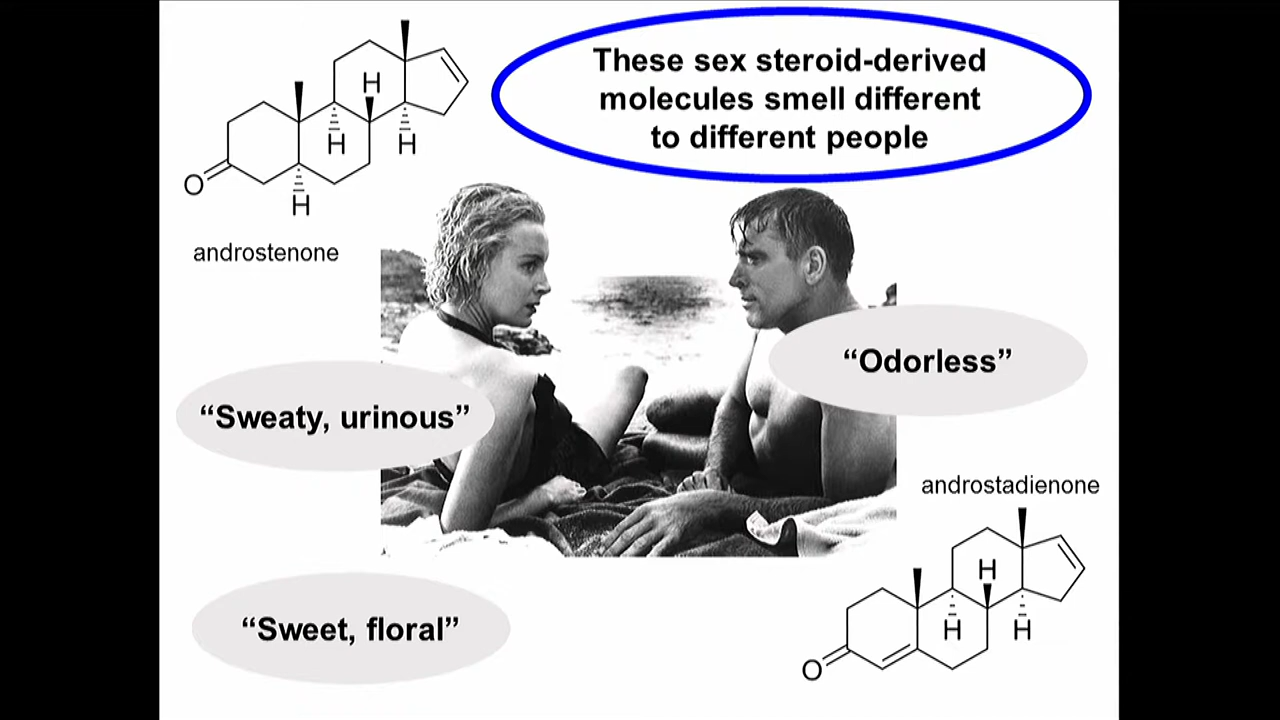 These sex steroid-derived
molecules smell different
to different people
H
H
H
O
H
androstenone
“Odorless”
“Sweaty, urinous”
androstadienone
H
H
H
O
“Sweet, floral”